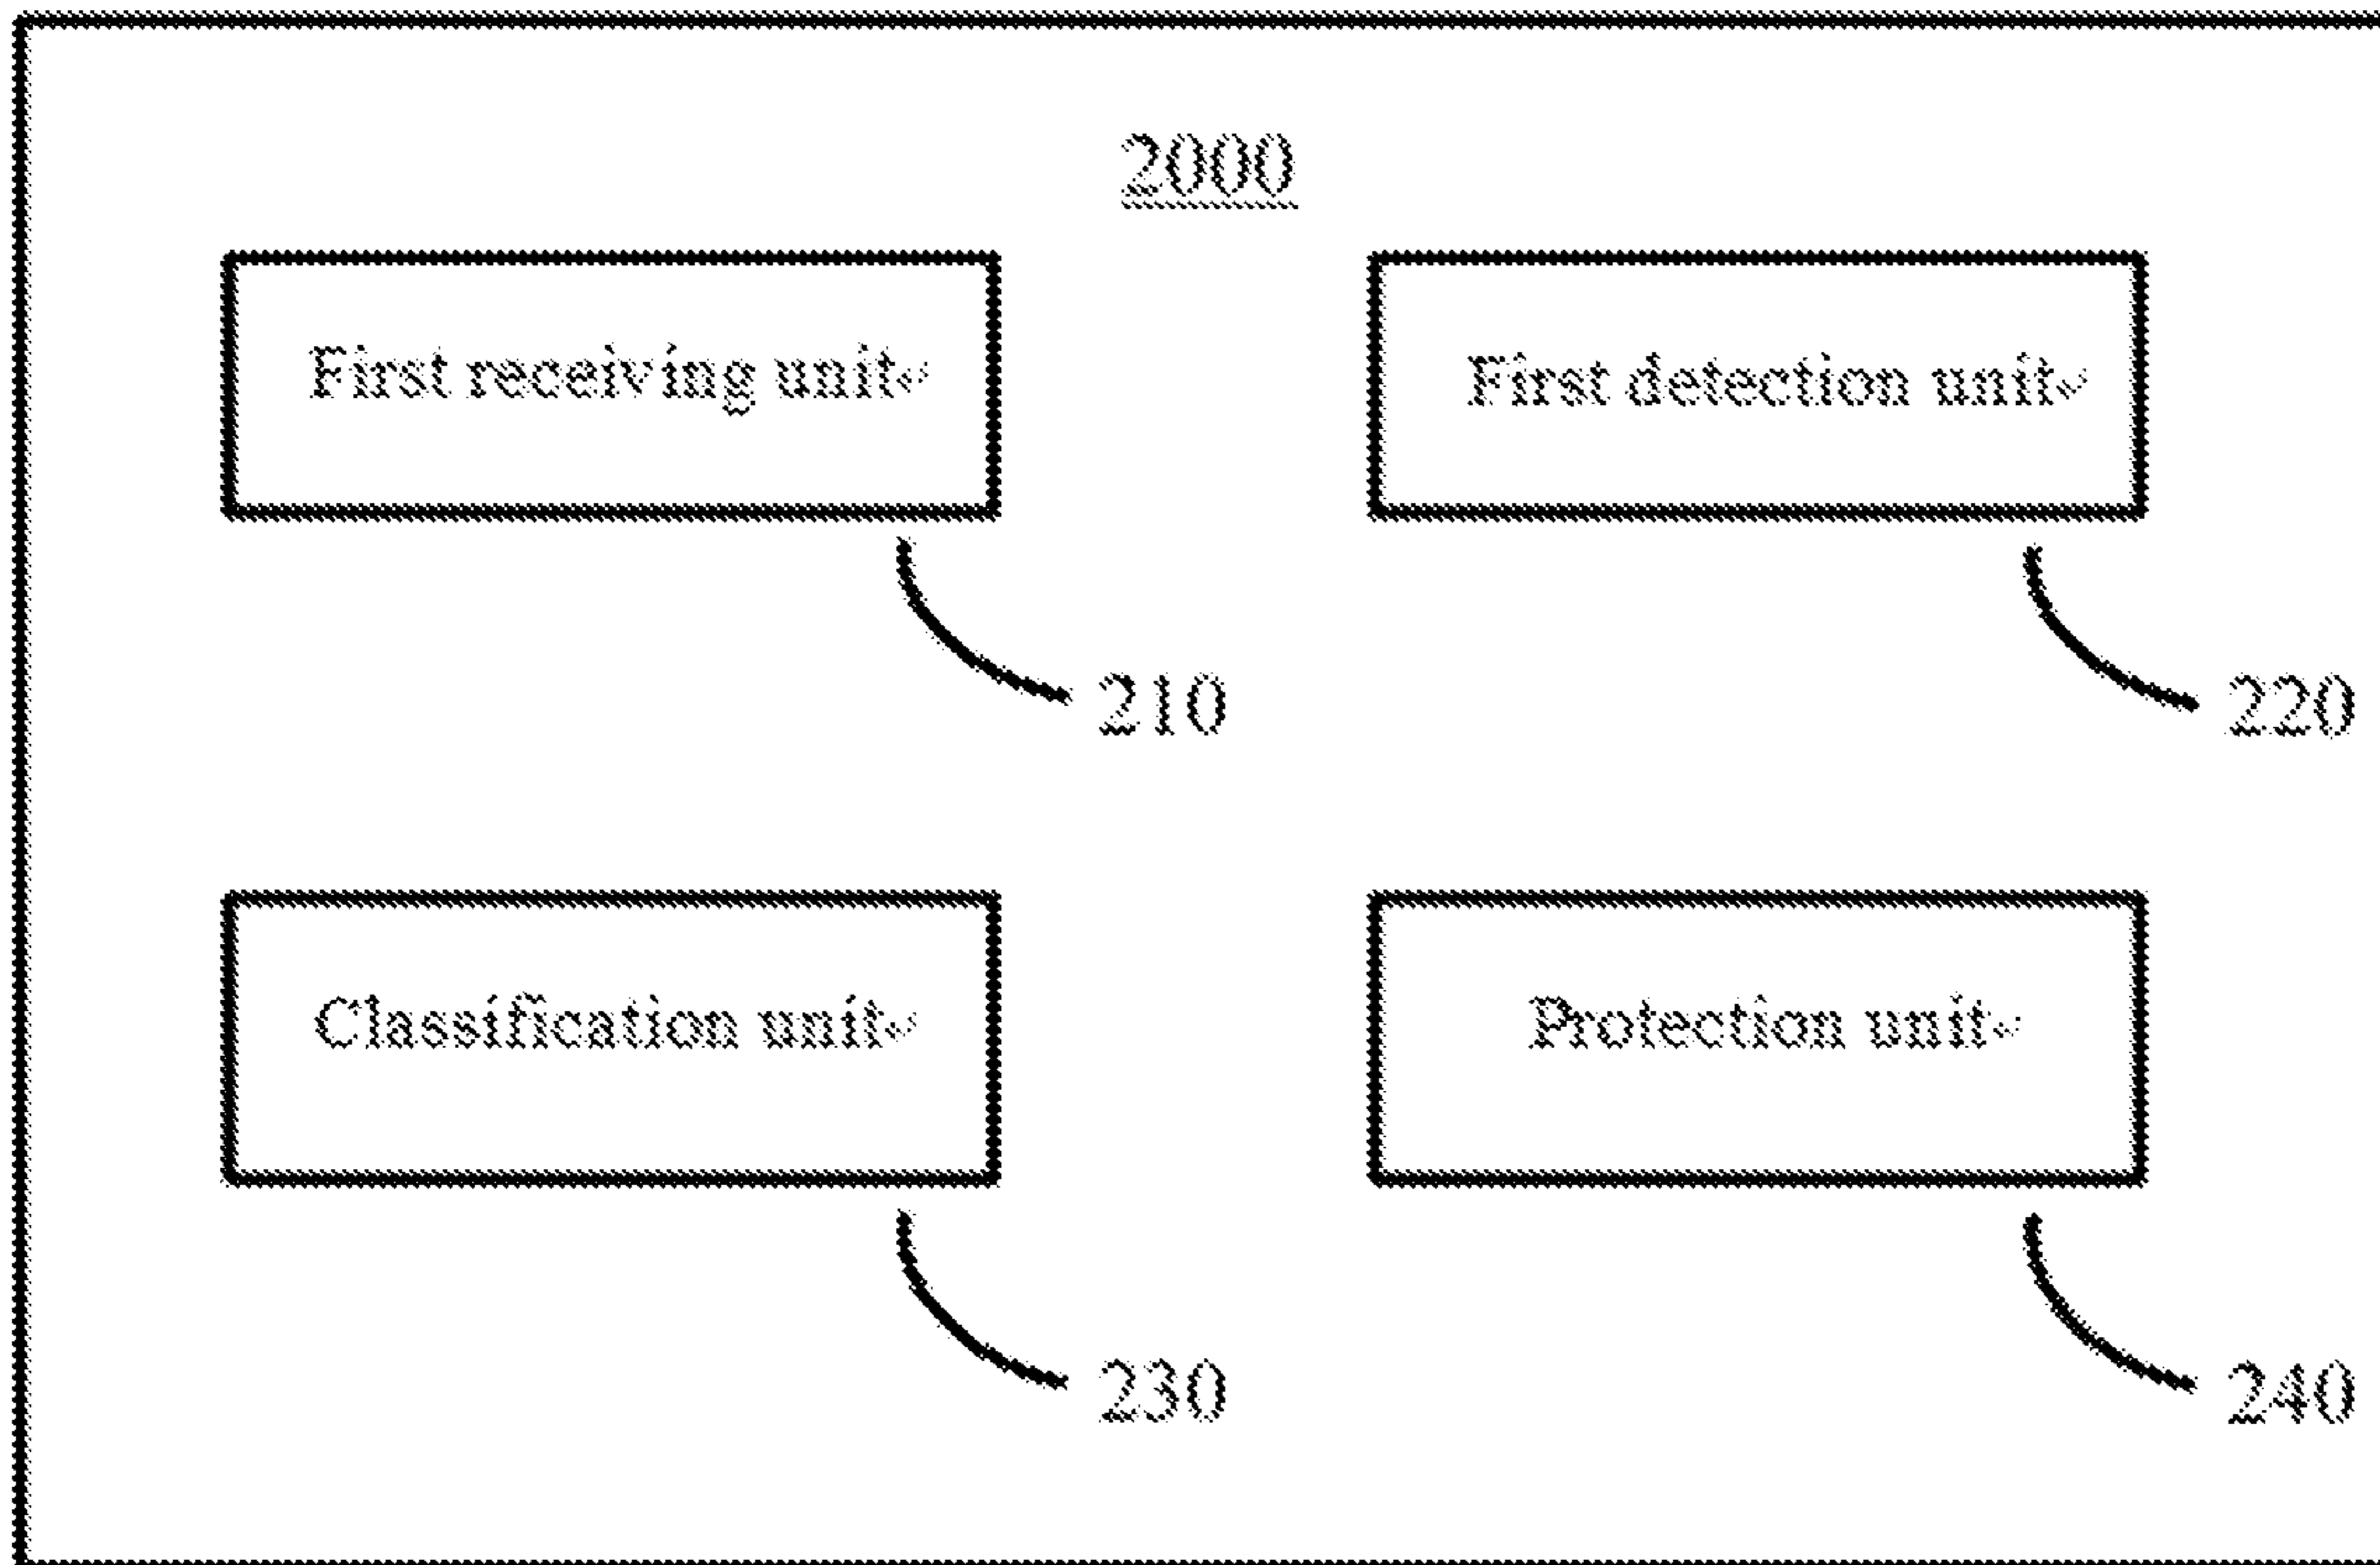 2000
First receiving unit
First detection unit
210
220
Classification unit
Protection unit
230
240